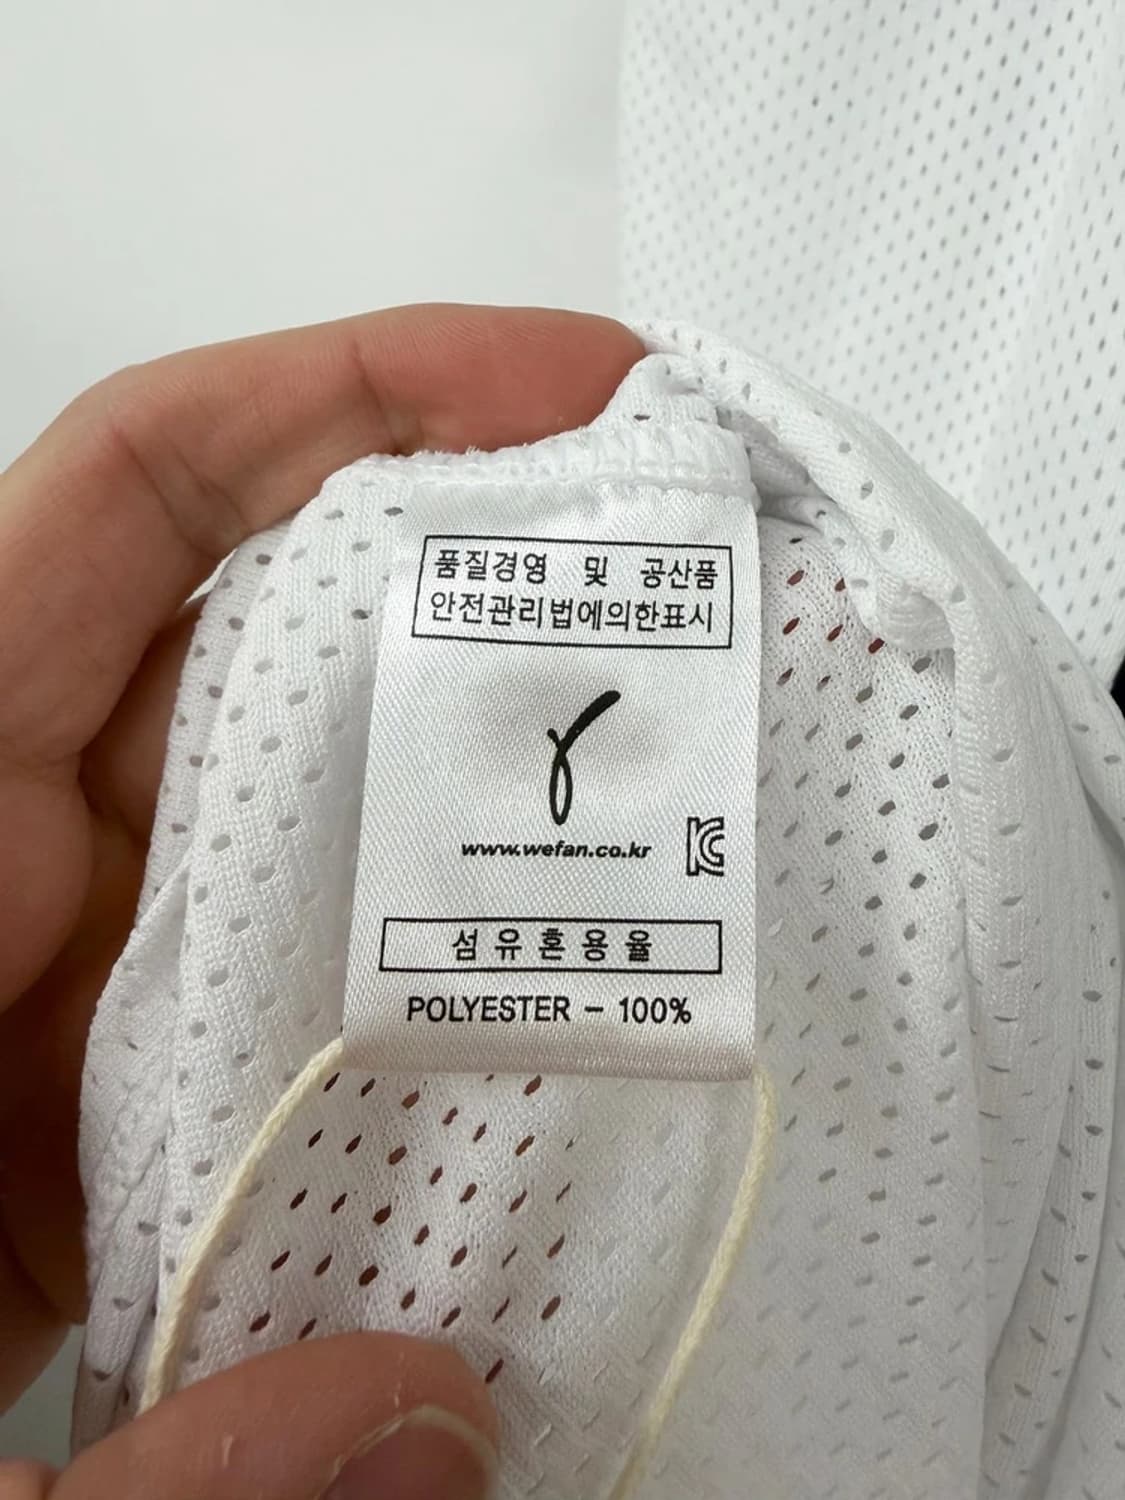 품질경영 및 공산품
안전관리법에의한표시
www.wefan.co.kr
KC
섬유혼용율
POLYESTER - 100%